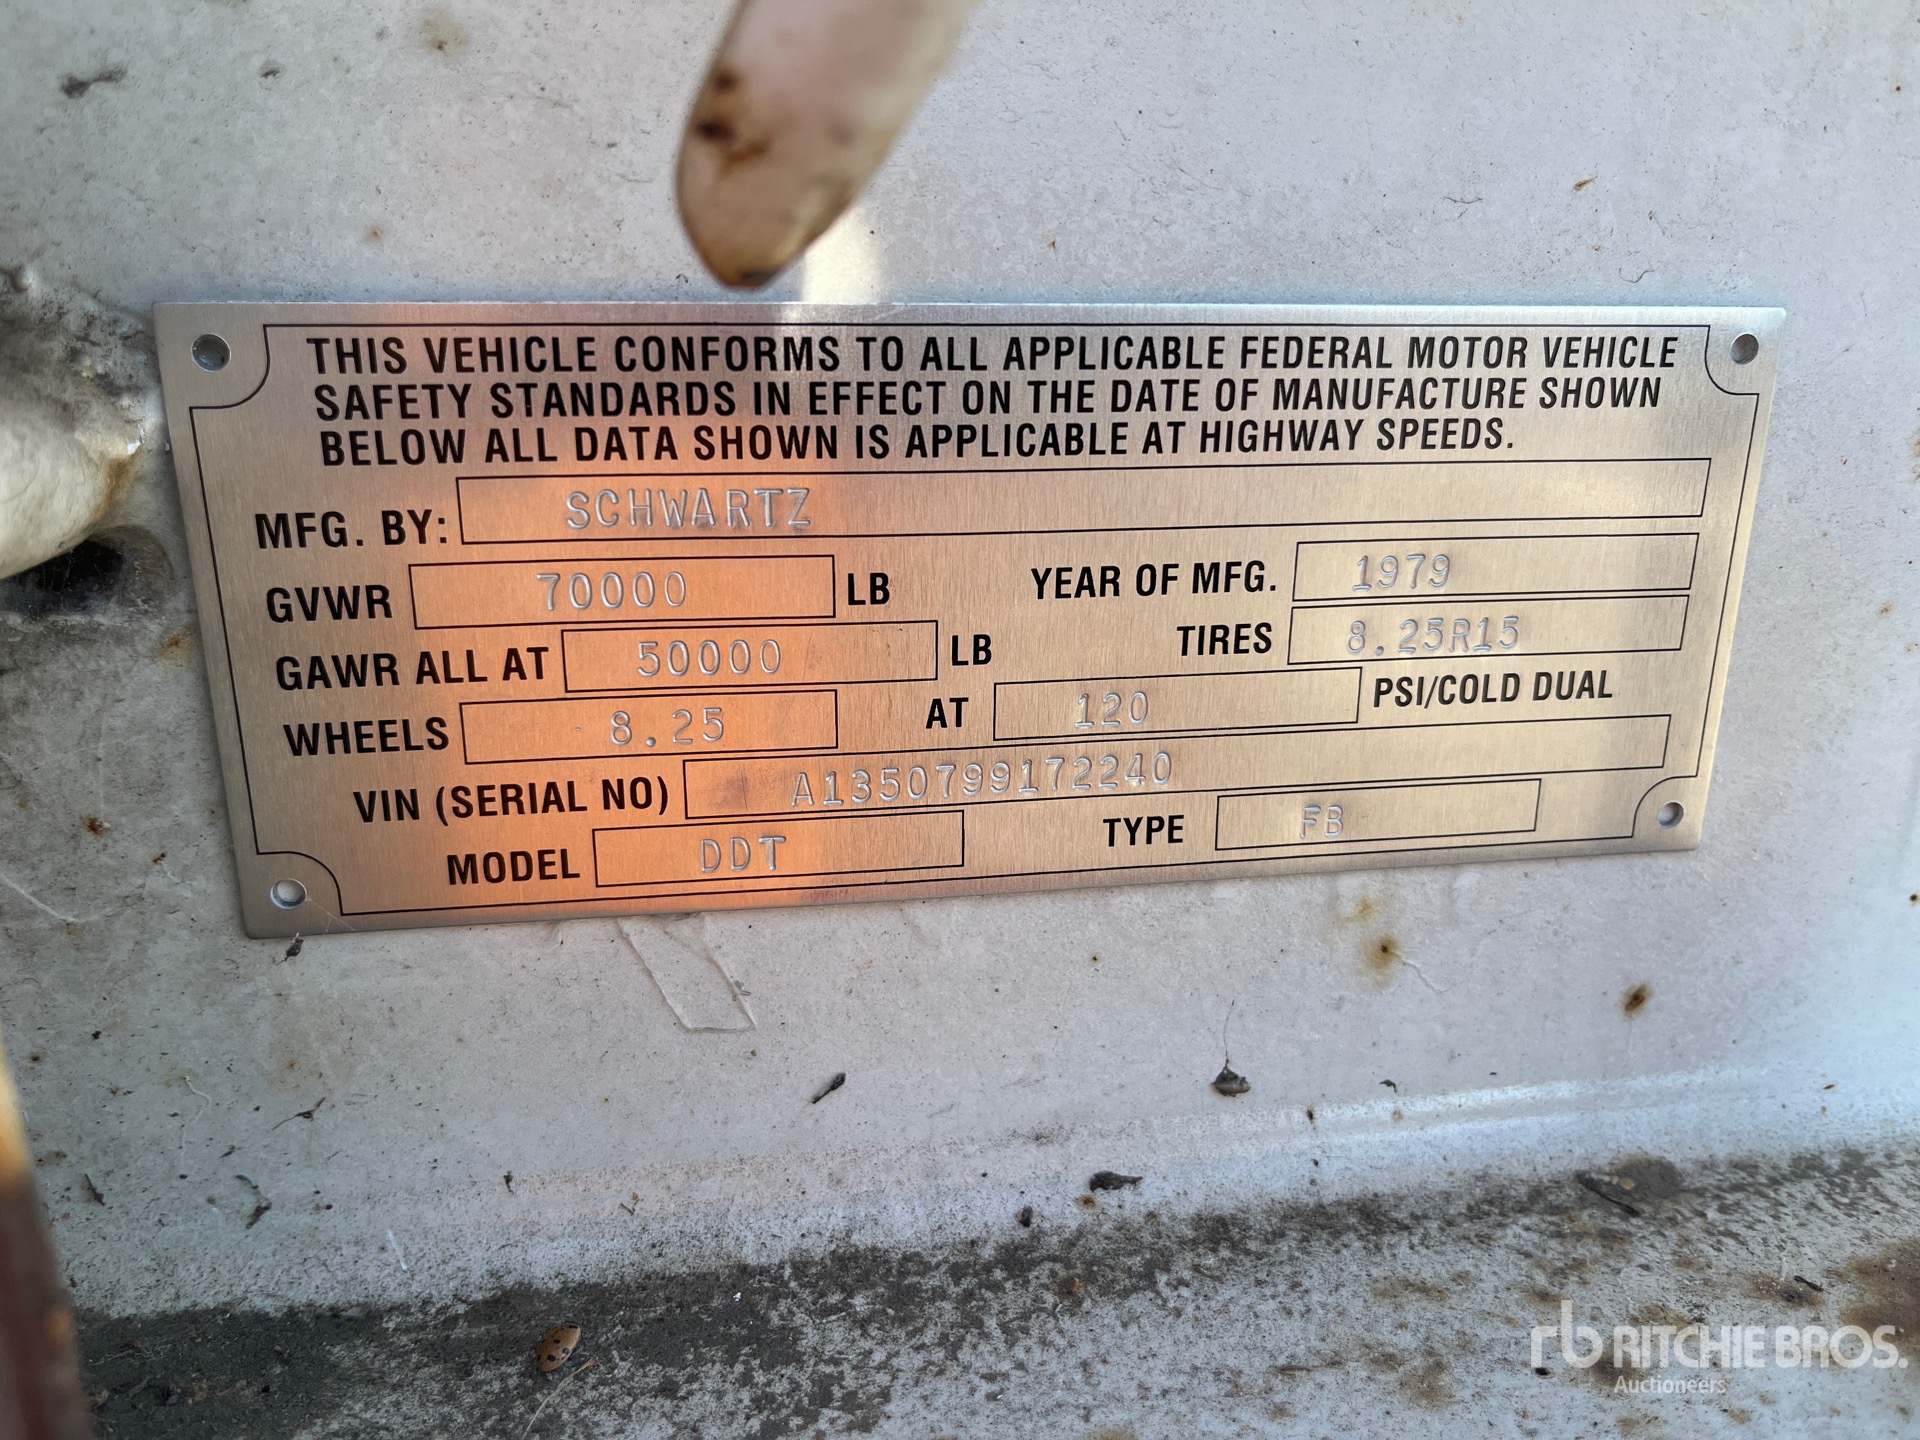 THIS VEHICLE CONFORMS TO ALL APPLICABLE FEDERAL MOTOR VEHICLE
SAFETY STANDARDS IN EFFECT ON THE DATE OF MANUFACTURE SHOWN
BELOW ALL DATA SHOWN IS APPLICABLE AT HIGHWAY SPEEDS.
MFG. BY: SCHWARTZ
GVWR 70000 LB YEAR OF MFG. 1979
GAWR ALL AT 50000 LB TIRES 8.25R15
WHEELS 8.25 AT 120 PSI/COLD DUAL
VIN (SERIAL NO) A1350799172240
MODEL DDT TYPE FB
rb RITCHIE BROS.
Auctioneers